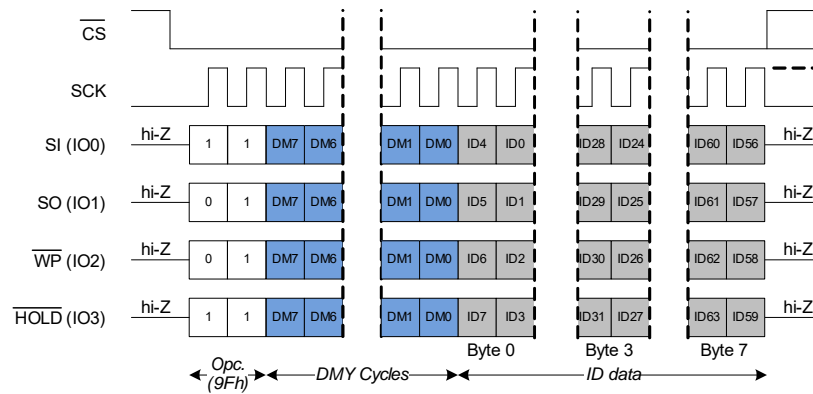 CS
SCK
SI (IO0) hi-Z 1 1 DM7 DM6 DM1 DM0 ID4 ID0 ID28 ID24 ID60 ID56 hi-Z
SO (IO1) hi-Z 0 1 DM7 DM6 DM1 DM0 ID5 ID1 ID29 ID25 ID61 ID57 hi-Z
WP (IO2) hi-Z 0 1 DM7 DM6 DM1 DM0 ID6 ID2 ID30 ID26 ID62 ID58 hi-Z
HOLD (IO3) hi-Z 1 1 DM7 DM6 DM1 DM0 ID7 ID3 ID31 ID27 ID63 ID59 hi-Z
Byte 0 Byte 3 Byte 7
Opc. (9Fh) DMY Cycles ID data